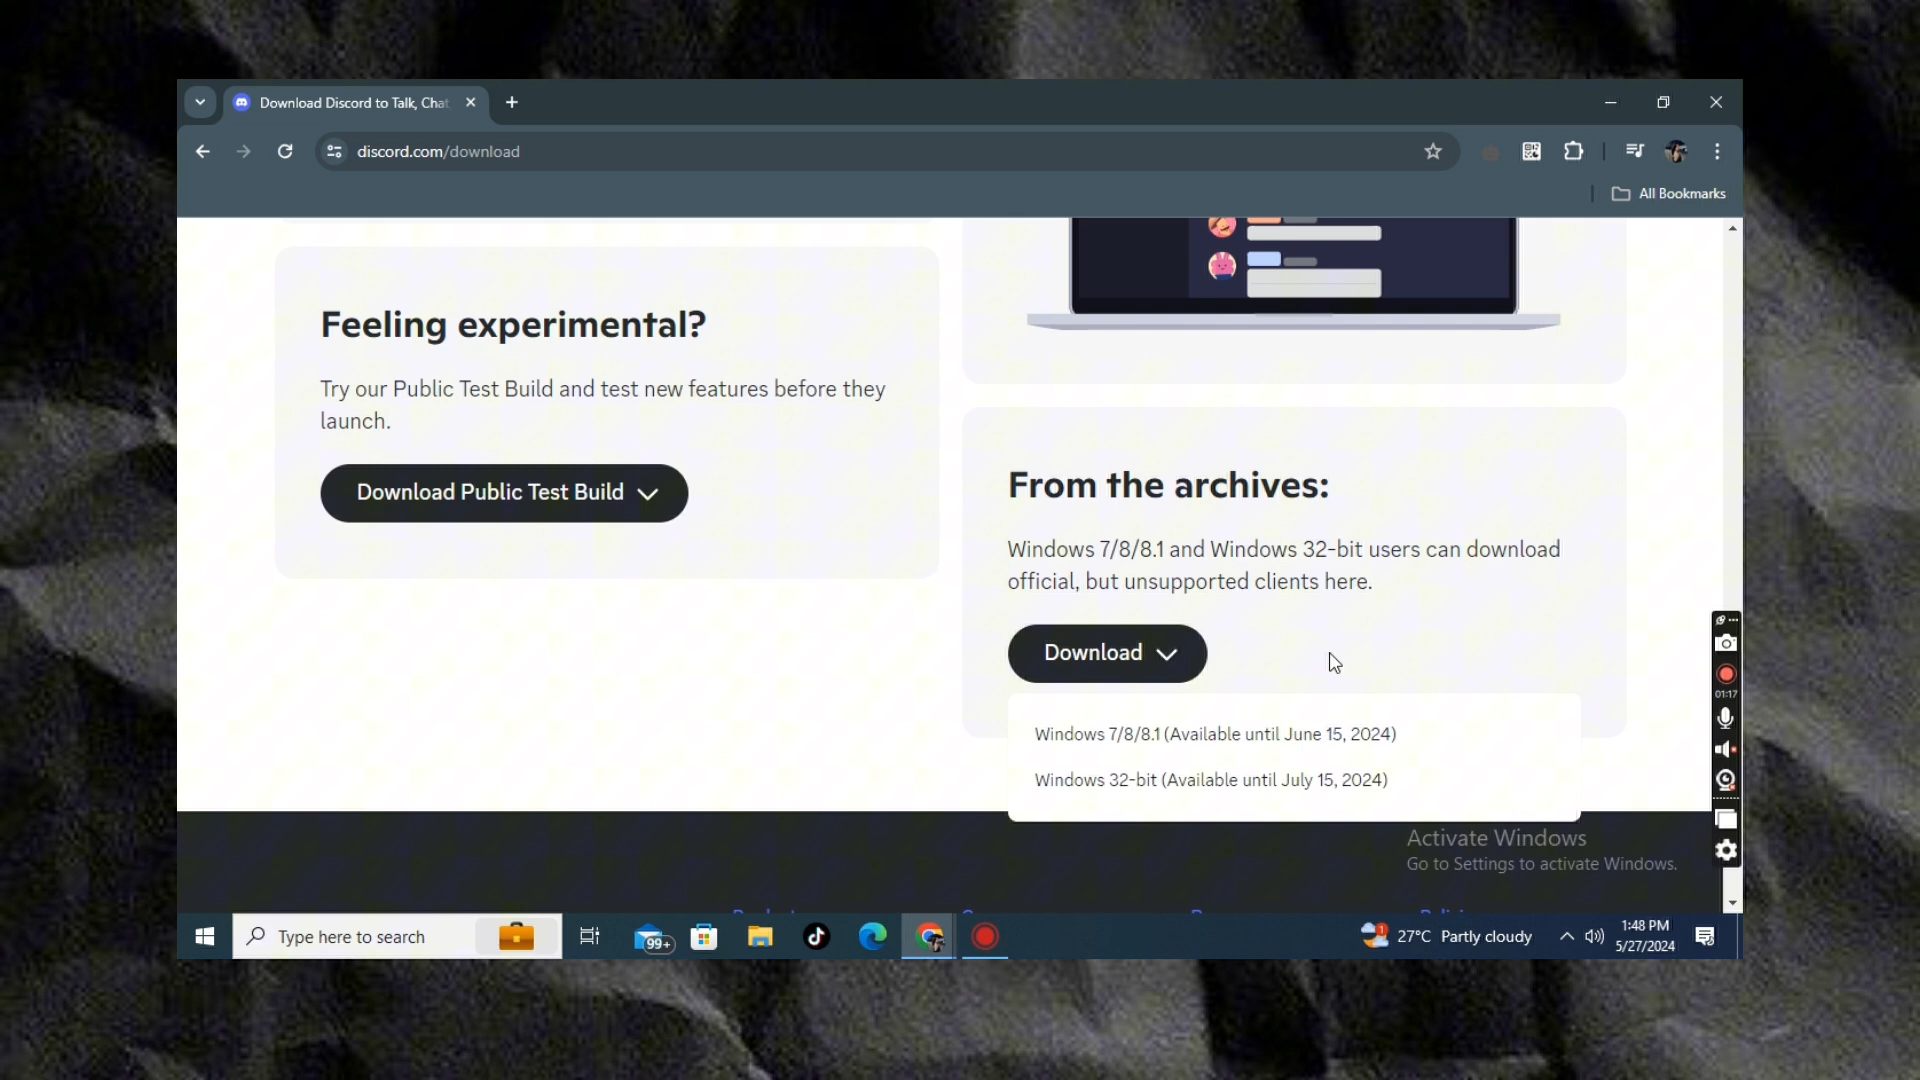 Download Discord to Talk, Chat
discord.com/download
All Bookmarks
Feeling experimental?
Try our Public Test Build and test new features before they
launch.
Download Public Test Build
From the archives:
Windows 7/8/8.1 and Windows 32-bit users can download
official, but unsupported clients here.
Download
Windows 7/8/8.1 (Available until June 15, 2024)
Windows 32-bit (Available until July 15, 2024)
01:17
Activate Windows
Go to Settings to activate Windows.
Type here to search
99+
1
27°C Partly cloudy
1:48 PM
5/27/2024